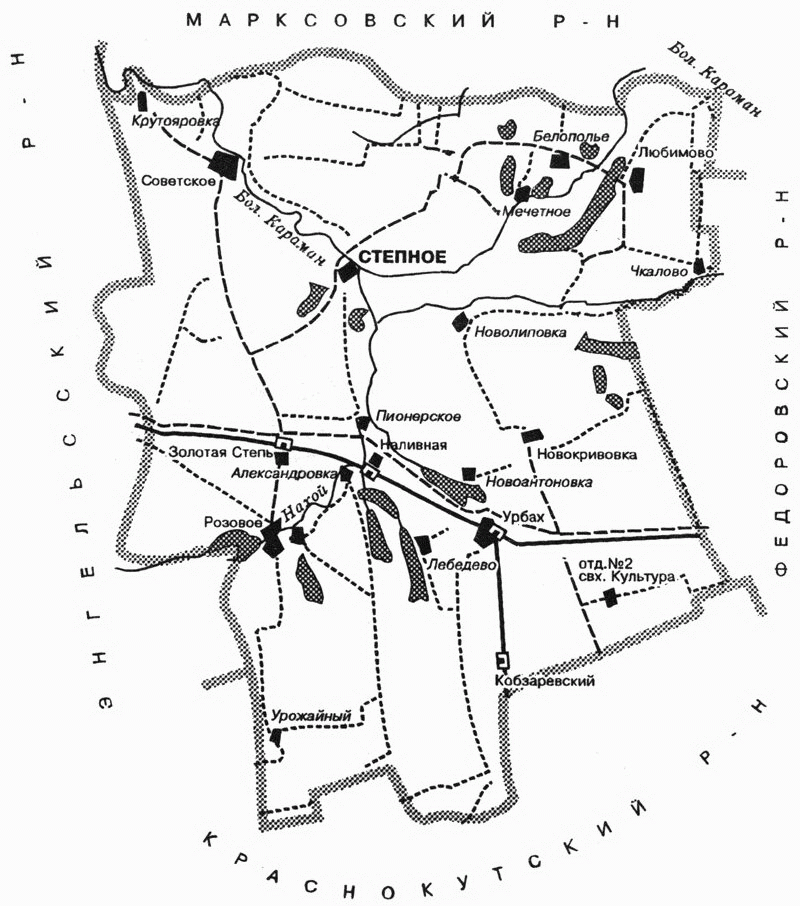 МАРКСОВСКИЙ Р-Н
Бол. Караман
Крутояровка
Белополье
Любимово
Советское
Бол. Караман
Мечетное
СТЕПНОЕ
Чкалово
Новолиповка
Пионерское
Золотая Степь
Наливная
Новокривовка
Александровка
Новоантоновка
Нахой
Розовое
Урбах
Лебедево
отд.№2
свх. Культура
Кобзаревский
Урожайный
ЭНГЕЛЬССКИЙ Р-Н
ФЕДОРОВСКИЙ Р-Н
КРАСНОКУТСКИЙ Р-Н